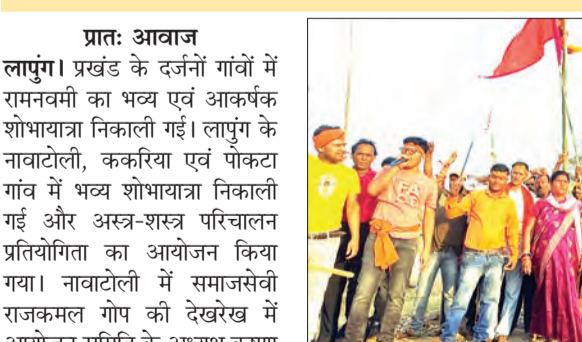 प्रातः आवाज
लापुंग। प्रखंड के दर्जनों गांवों में
रामनवमी का भव्य एवं आकर्षक
शोभायात्रा निकाली गई। लापुंग के
नावाटोली, ककरिया एवं पोकटा
गांव में भव्य शोभायात्रा निकाली
गई और अस्त्र-शस्त्र परिचालन
प्रतियोगिता का आयोजन किया
गया। नावाटोली में समाजसेवी
राजकमल गोप की देखरेख में